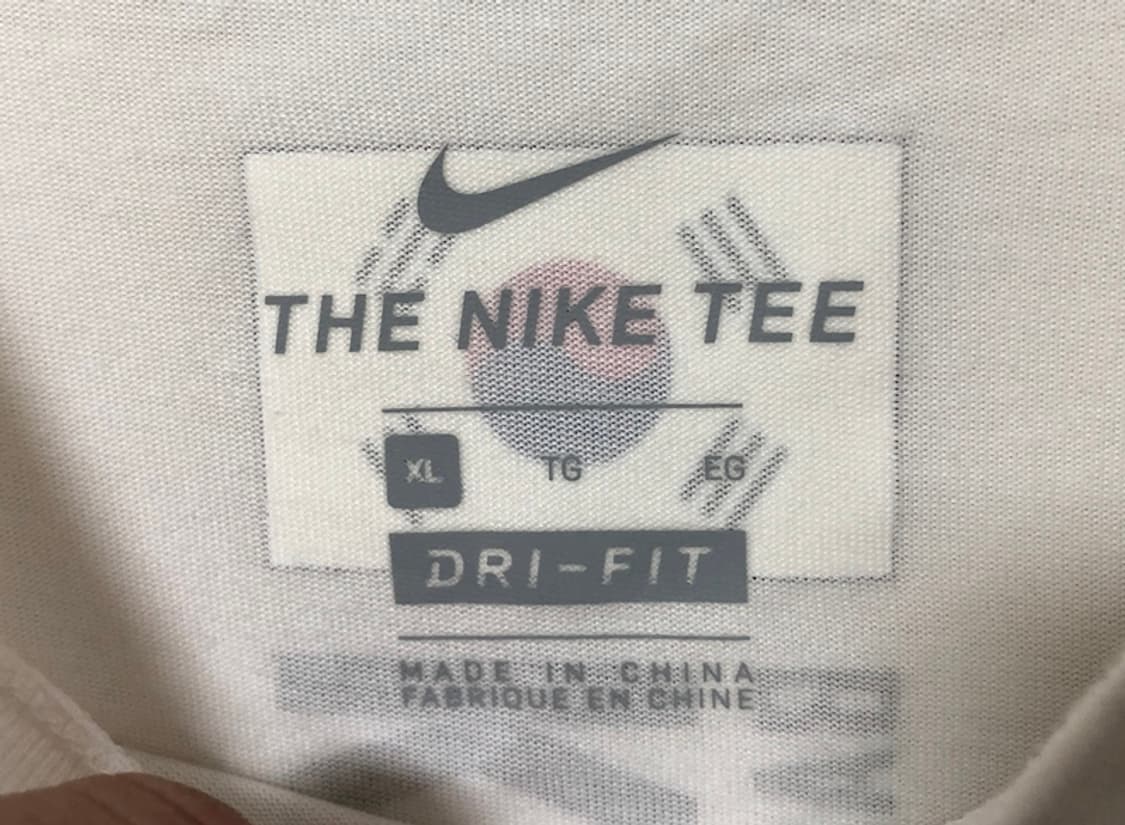 THE NIKE TEE
XL TG EG
DRI-FIT
MADE IN CHINA
FABRIQUE EN CHINE